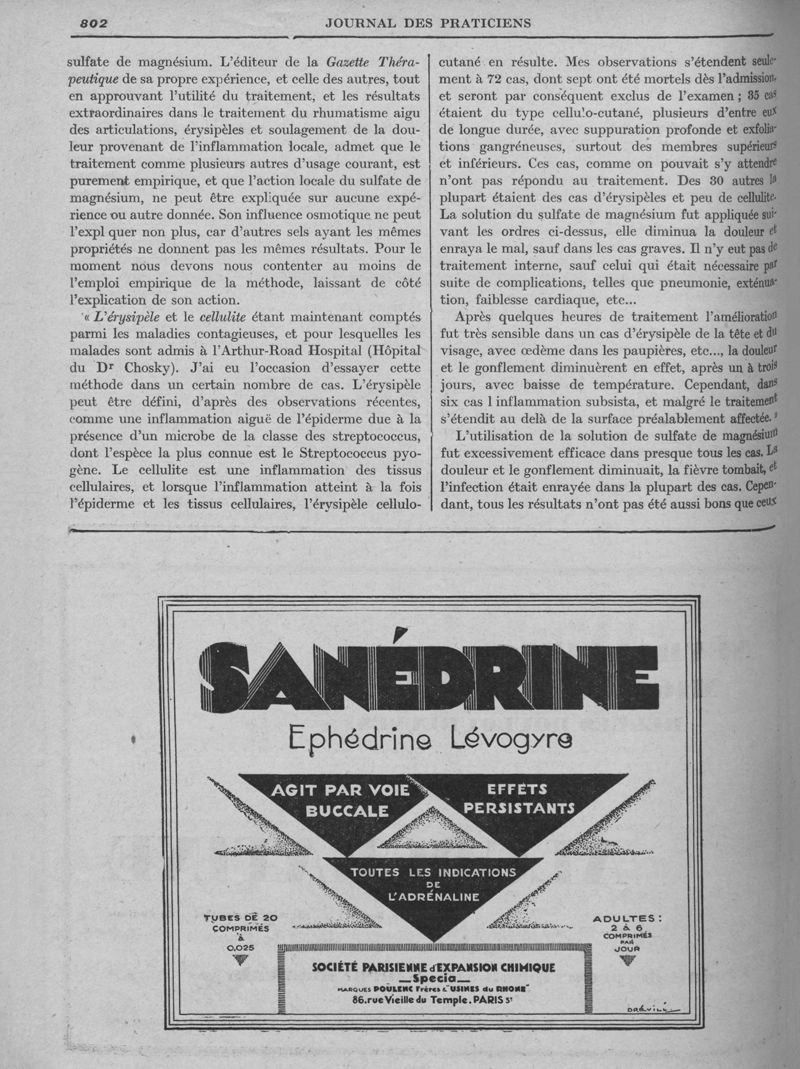 802
JOURNAL DES PRATICIENS
sulfate de magnésium. L'éditeur de la Gazette Théra-
peutique de sa propre expérience, et celle des autres, tout
en approuvant l'utilité du traitement, et les résultats
extraordinaires dans le traitement du rhumatisme aigu
des articulations, érysipèles et soulagement de la dou-
leur provenant de l'inflammation locale, admet que le
traitement comme plusieurs autres d'usage courant, est
purement empirique, et que l'action locale du sulfate de
magnésium, ne peut être expliquée sur aucune expé-
rience ou autre donnée. Son influence osmotique ne peut
l'expl quer non plus, car d'autres sels ayant les mêmes
propriétés ne donnent pas les mêmes résultats. Pour le
moment nous devons nous contenter au moins de
l'emploi empirique de la méthode, laissant de côté
l'explication de son action.
« L'érysipèle et le cellulite étant maintenant comptés
parmi les maladies contagieuses, et pour lesquelles les
malades sont admis à l'Arthur-Road Hospital (Hôpital
du Dr Chosky). J'ai eu l'occasion d'essayer cette
méthode dans un certain nombre de cas. L'érysipèle
peut être défini, d'après des observations récentes,
comme une inflammation aiguë de l'épiderme due à la
présence d'un microbe de la classe des streptococcus,
dont l'espèce la plus connue est le Streptococcus pyo-
gène. Le cellulite est une inflammation des tissus
cellulaires, et lorsque l'inflammation atteint à la fois
l'épiderme et les tissus cellulaires, l'érysipèle cellulo-
cutané en résulte. Mes observations s'étendent seule-
ment à 72 cas, dont sept ont été mortels dès l'admission,
et seront par conséquent exclus de l'examen ; 35 cas
étaient du type cellulo-cutané, plusieurs d'entre eux
de longue durée, avec suppuration profonde et exfolia-
tions gangréneuses, surtout des membres supérieurs
et inférieurs. Ces cas, comme on pouvait s'y attendre
n'ont pas répondu au traitement. Des 30 autres la
plupart étaient des cas d'érysipèles et peu de cellulite.
La solution du sulfate de magnésium fut appliquée sui-
vant les ordres ci-dessus, elle diminua la douleur et
enraya le mal, sauf dans les cas graves. Il n'y eut pas de
traitement interne, sauf celui qui était nécessaire par
suite de complications, telles que pneumonie, exténua-
tion, faiblesse cardiaque, etc...
Après quelques heures de traitement l'amélioration
fut très sensible dans un cas d'érysipèle de la tête et du
visage, avec œdème dans les paupières, etc..., la douleur
et le gonflement diminuèrent en effet, après un à trois
jours, avec baisse de température. Cependant, dans
six cas l inflammation subsista, et malgré le traitement
s'étendit au delà de la surface préalablement affectée. »
L'utilisation de la solution de sulfate de magnésium
fut excessivement efficace dans presque tous les cas. La
douleur et le gonflement diminuait, la fièvre tombait, et
l'infection était enrayée dans la plupart des cas. Cepen-
dant, tous les résultats n'ont pas été aussi bons que ceux
SANÉDRINE
Ephédrine Lévogyre
AGIT PAR VOIE
BUCCALE
EFFETS
PERSISTANTS
TOUTES LES INDICATIONS
DE
L'ADRÉNALINE
TUBES DE 20
COMPRIMÉS
à
0,025
ADULTES :
2 à 6
COMPRIMÉS
PAR
JOUR
SOCIÉTÉ PARISIENNE d'EXPANSION CHIMIQUE
_Specia_
MARQUES POULENC Frères & "USINES du RHONE"
86, rue Vieille du Temple. PARIS 3e